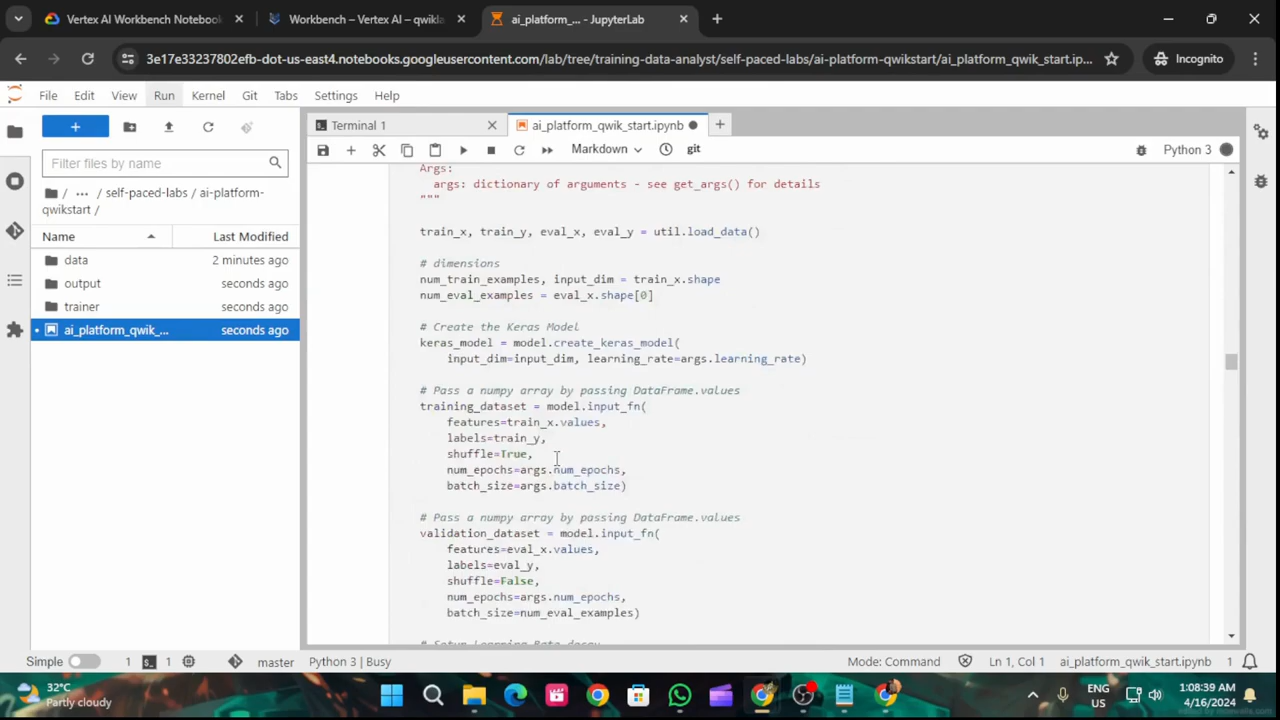 Vertex AI Workbench Notebook
Workbench – Vertex AI – qwikla
ai_platform_... - JupyterLab
3e17e33237802efb-dot-us-east4.notebooks.googleusercontent.com/lab/tree/training-data-analyst/self-paced-labs/ai-platform-qwikstart/ai_platform_qwik_start.ip...
Incognito
File Edit View Run Kernel Git Tabs Settings Help
Terminal 1
ai_platform_qwik_start.ipynb
Markdown
git
Python 3
Filter files by name
/ ... / self-paced-labs / ai-platform-
qwikstart /
Name Last Modified
data 2 minutes ago
output seconds ago
trainer seconds ago
ai_platform_qwik_... seconds ago
Args:
args: dictionary of arguments - see get_args() for details
"""
train_x, train_y, eval_x, eval_y = util.load_data()
# dimensions
num_train_examples, input_dim = train_x.shape
num_eval_examples = eval_x.shape[0]
# Create the Keras Model
keras_model = model.create_keras_model(
input_dim=input_dim, learning_rate=args.learning_rate)
# Pass a numpy array by passing DataFrame.values
training_dataset = model.input_fn(
features=train_x.values,
labels=train_y,
shuffle=True,
num_epochs=args.num_epochs,
batch_size=args.batch_size)
# Pass a numpy array by passing DataFrame.values
validation_dataset = model.input_fn(
features=eval_x.values,
labels=eval_y,
shuffle=False,
num_epochs=args.num_epochs,
batch_size=num_eval_examples)
# Setup Learning Rate decay.
Simple 1 1 master Python 3 | Busy
Mode: Command Ln 1, Col 1 ai_platform_qwik_start.ipynb 1
32°C
Partly cloudy
ENG
US
1:08:39 AM
4/16/2024